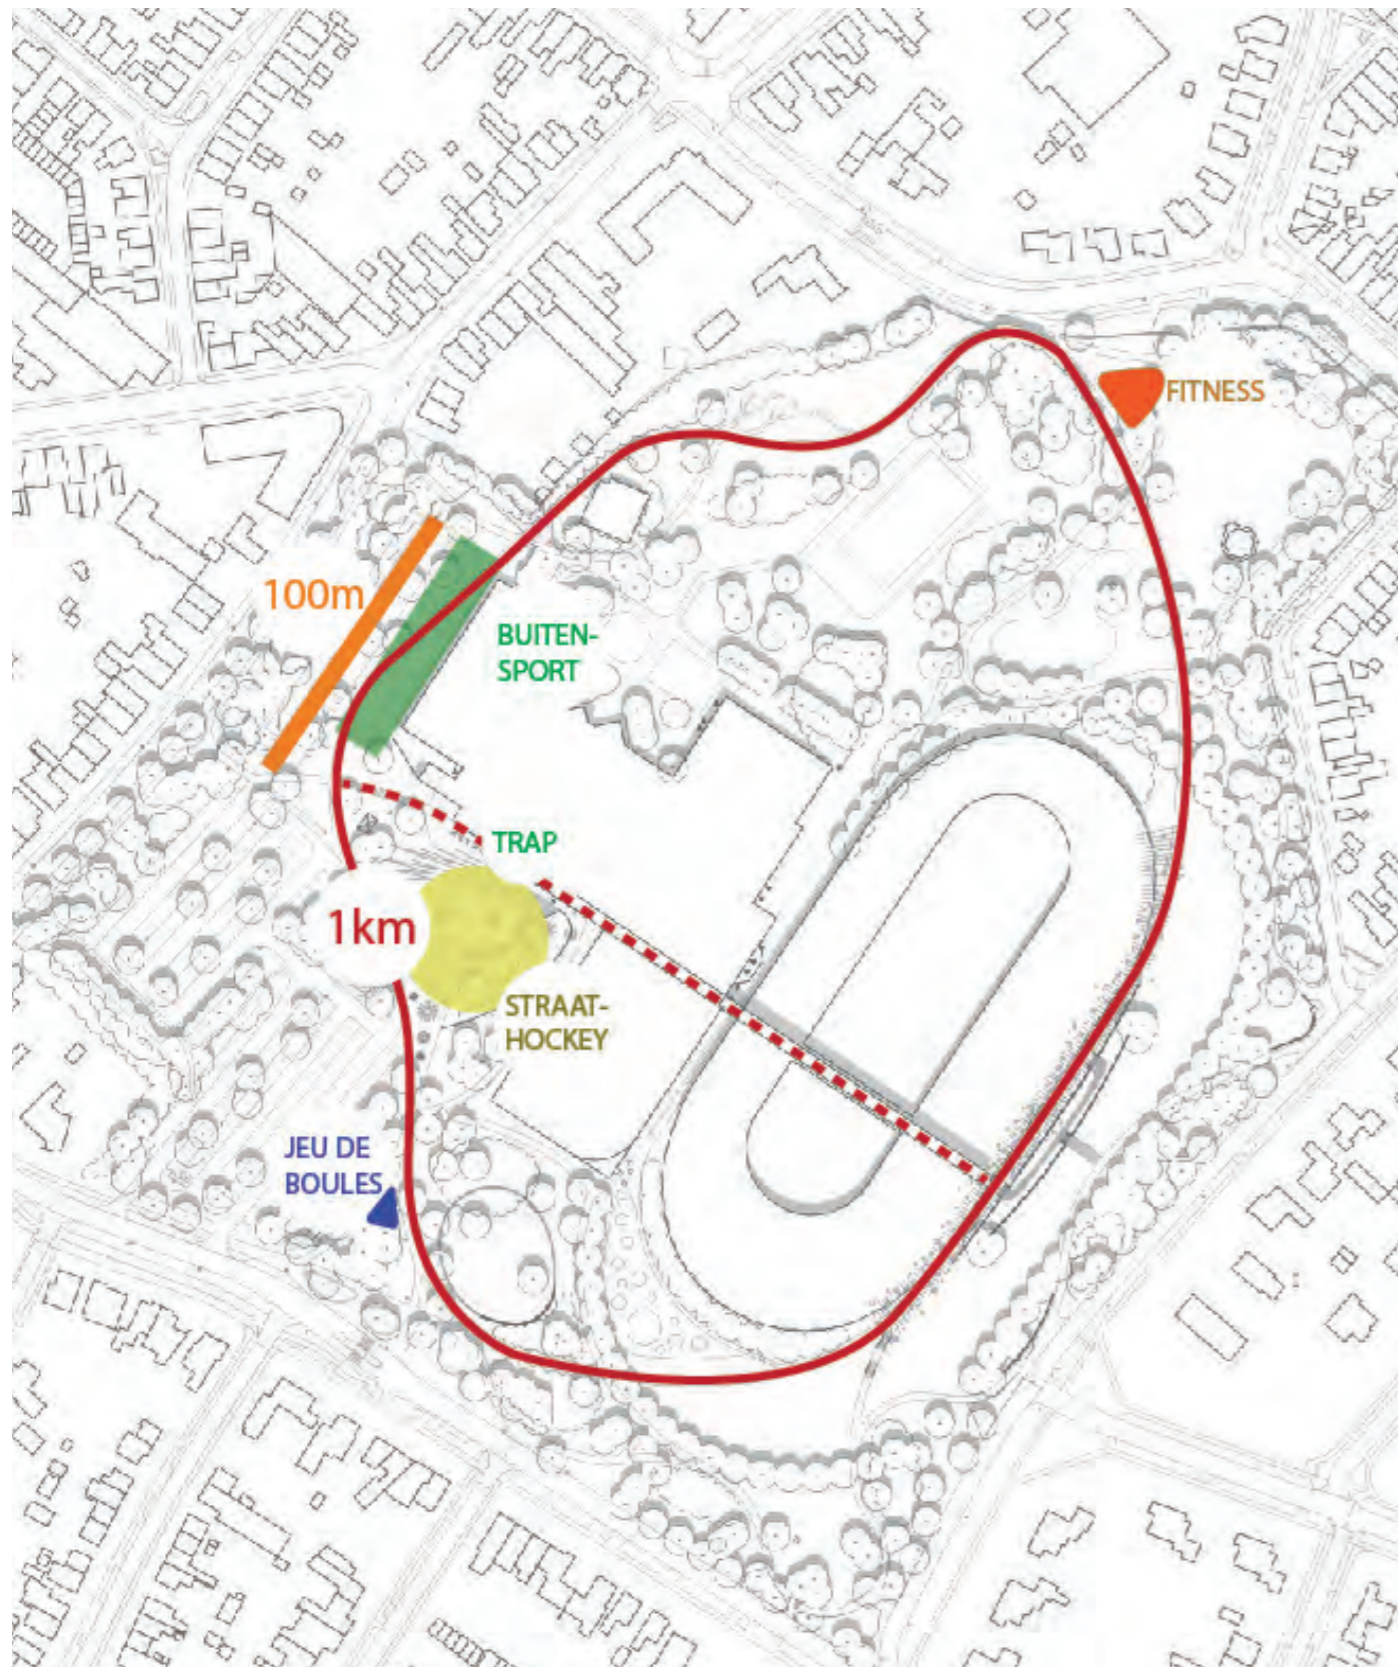 FITNESS
100m
BUITEN-
SPORT
TRAP
1km
STRAAT-
HOCKEY
JEU DE
BOULES